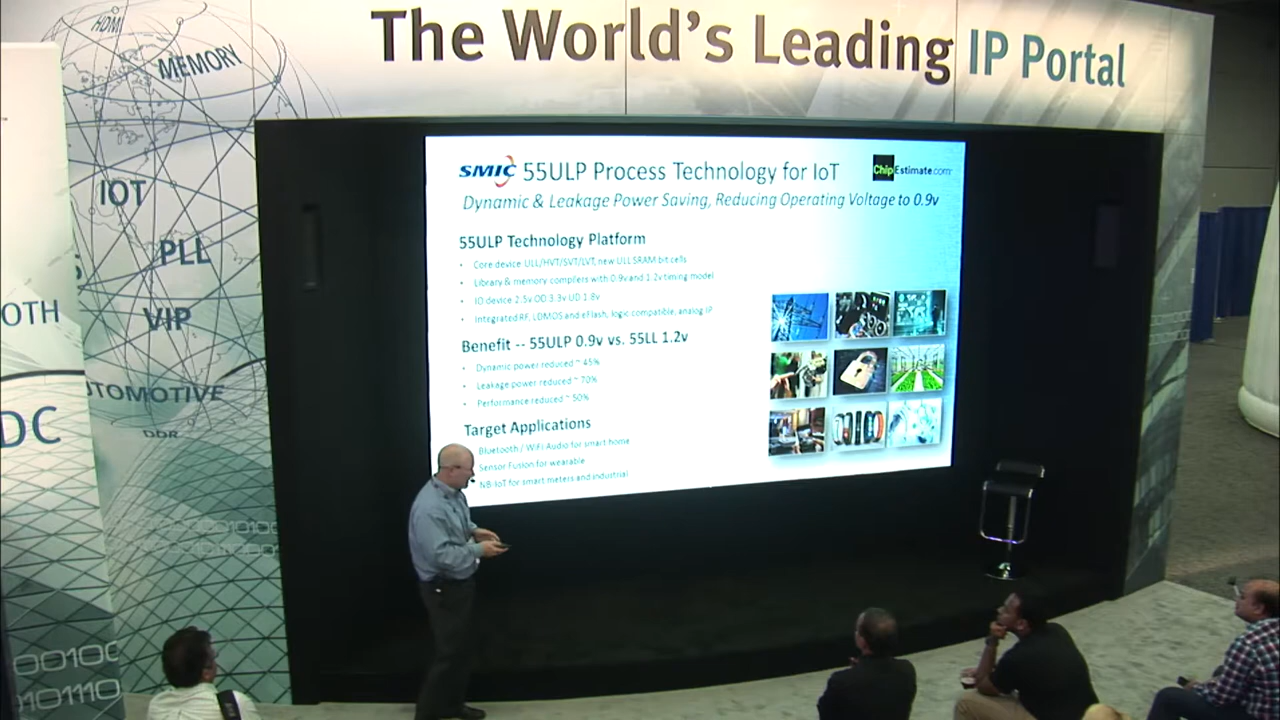 The World's Leading IP Portal
HDMI
MEMORY
IOT
PLL
VIP
OTH
UTOMOTIVE
DC
DDR
00100
010110
SMIC 55ULP Process Technology for IoT
ChipEstimate.com
Dynamic & Leakage Power Saving, Reducing Operating Voltage to 0.9v
55ULP Technology Platform
• Core device: ULL/HVT/SVT/LVT, new ULL SRAM bit cells
• Library & memory compilers with 0.9v and 1.2v timing model
• IO device 2.5v OD 3.3v UD 1.8v
• Integrated RF, LDMOS and eFlash, logic compatible, analog IP
Benefit -- 55ULP 0.9v vs. 55LL 1.2v
• Dynamic power reduced ~ 45%
• Leakage power reduced ~ 70%
• Performance reduced ~ 50%
Target Applications
Bluetooth / WiFi Audio for smart home
Sensor Fusion for wearable
NB-IoT for smart meters and industrial